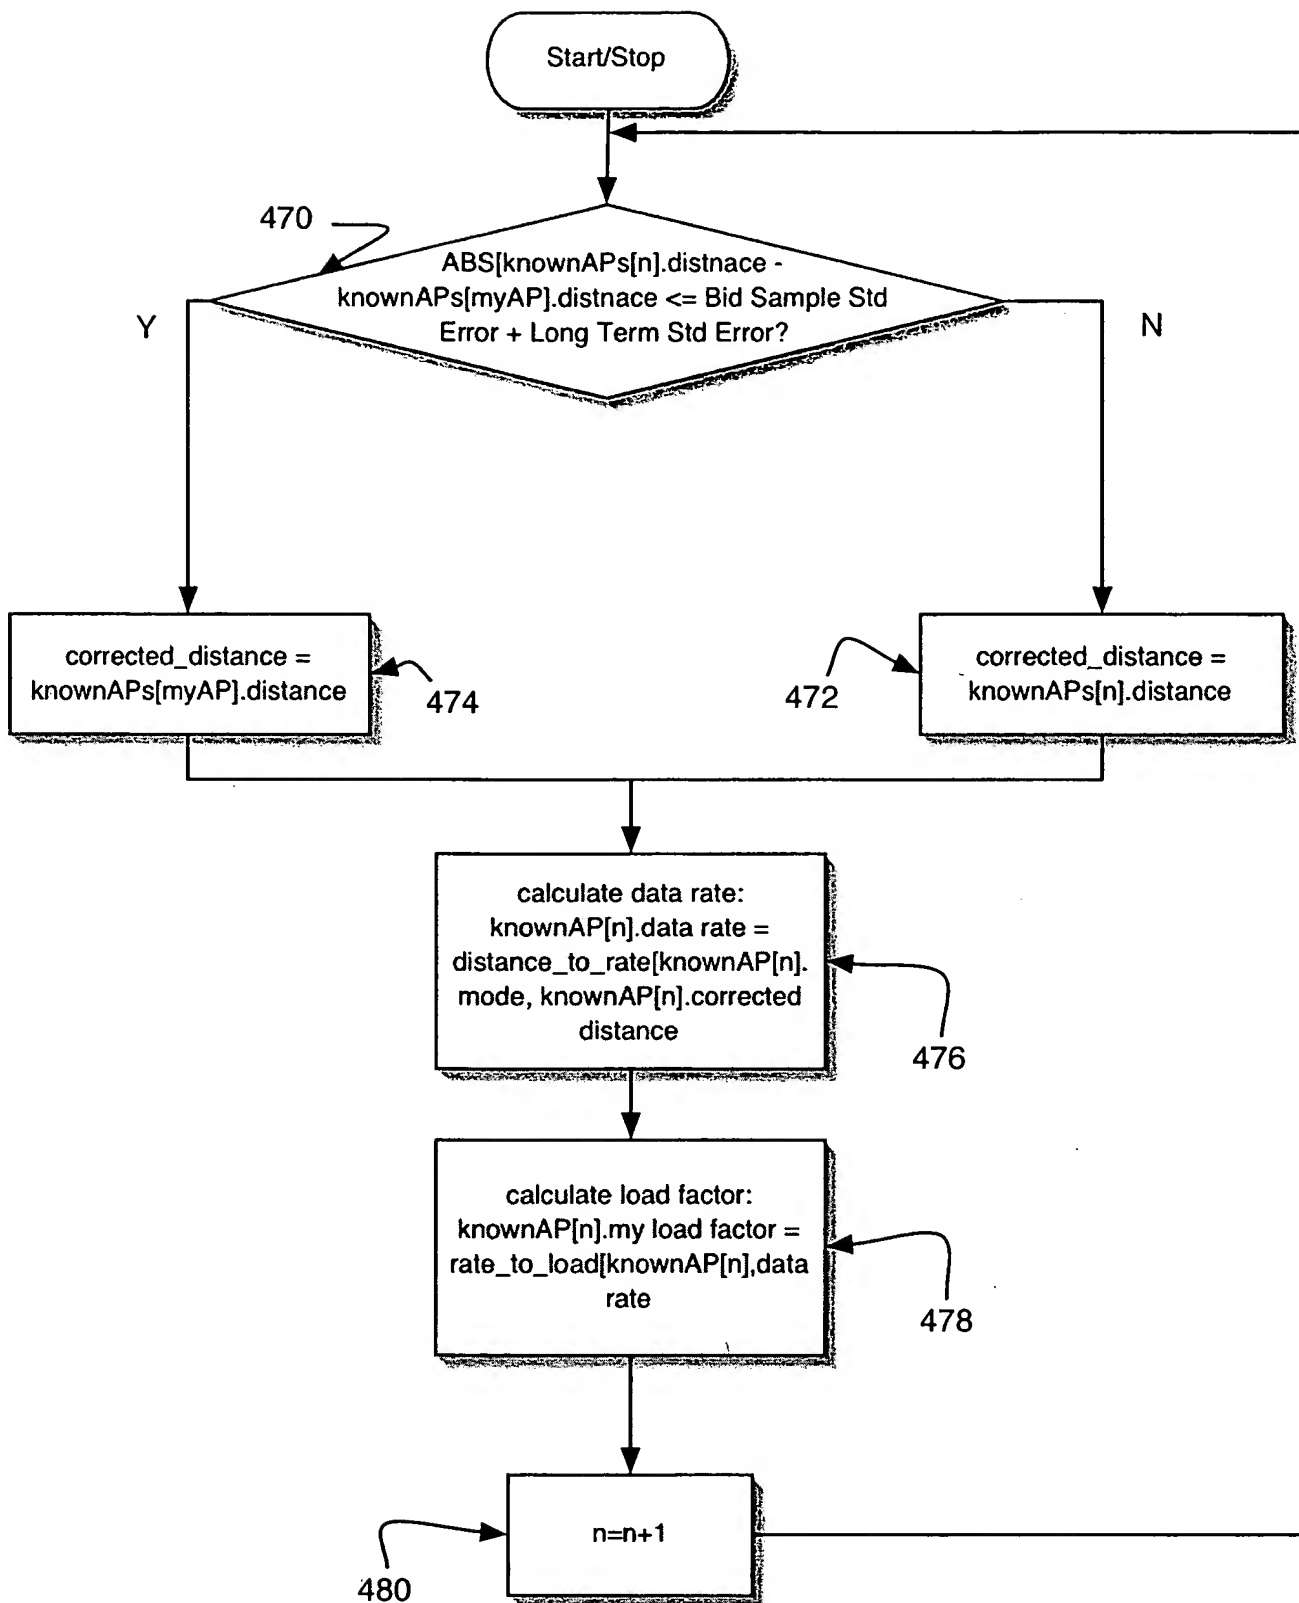 Start/Stop
470
ABS[knownAPs[n].distnace -
knownAPs[myAP].distnace <= Bid Sample Std
Error + Long Term Std Error?
Y
N
corrected_distance =
knownAPs[myAP].distance
474
472
corrected_distance =
knownAPs[n].distance
calculate data rate:
knownAP[n].data rate =
distance_to_rate[knownAP[n].
mode, knownAP[n].corrected
distance
476
calculate load factor:
knownAP[n].my load factor =
rate_to_load[knownAP[n],data
rate
478
n=n+1
480